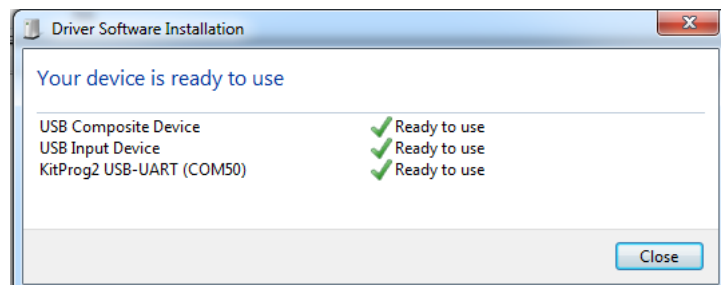 Driver Software Installation
Your device is ready to use
USB Composite Device Ready to use
USB Input Device Ready to use
KitProg2 USB-UART (COM50) Ready to use
Close